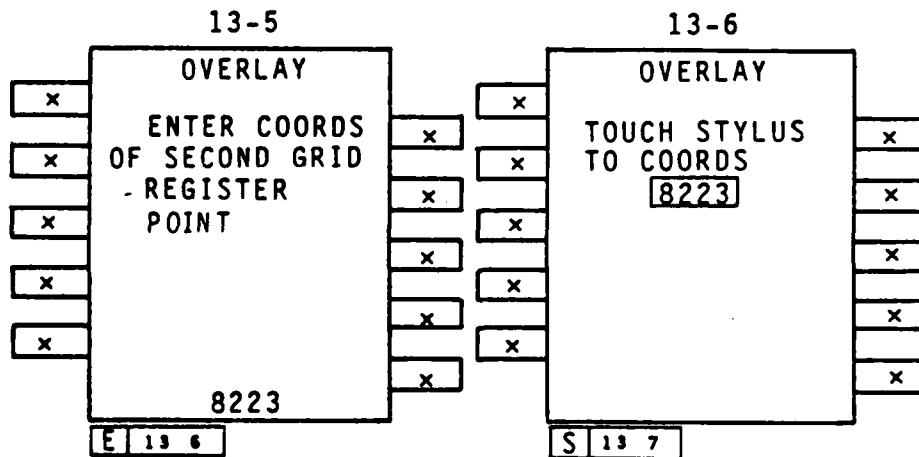 13-5
OVERLAY
x
x
x
x
x
ENTER COORDS
OF SECOND GRID
- REGISTER
POINT
x
x
x
x
x
8223
E 13 6
13-6
OVERLAY
x
x
x
x
x
TOUCH STYLUS
TO COORDS
8223
x
x
x
x
x
S 13 7